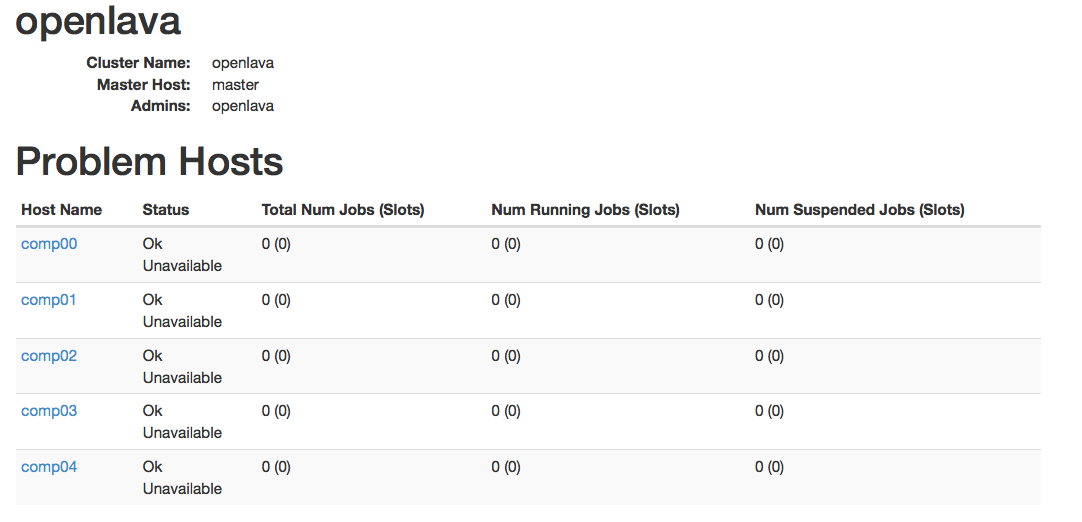 openlava
Cluster Name: openlava
Master Host: master
Admins: openlava
Problem Hosts
Host Name Status Total Num Jobs (Slots) Num Running Jobs (Slots) Num Suspended Jobs (Slots)
comp00 Ok 0 (0) 0 (0) 0 (0)
Unavailable
comp01 Ok 0 (0) 0 (0) 0 (0)
Unavailable
comp02 Ok 0 (0) 0 (0) 0 (0)
Unavailable
comp03 Ok 0 (0) 0 (0) 0 (0)
Unavailable
comp04 Ok 0 (0) 0 (0) 0 (0)
Unavailable